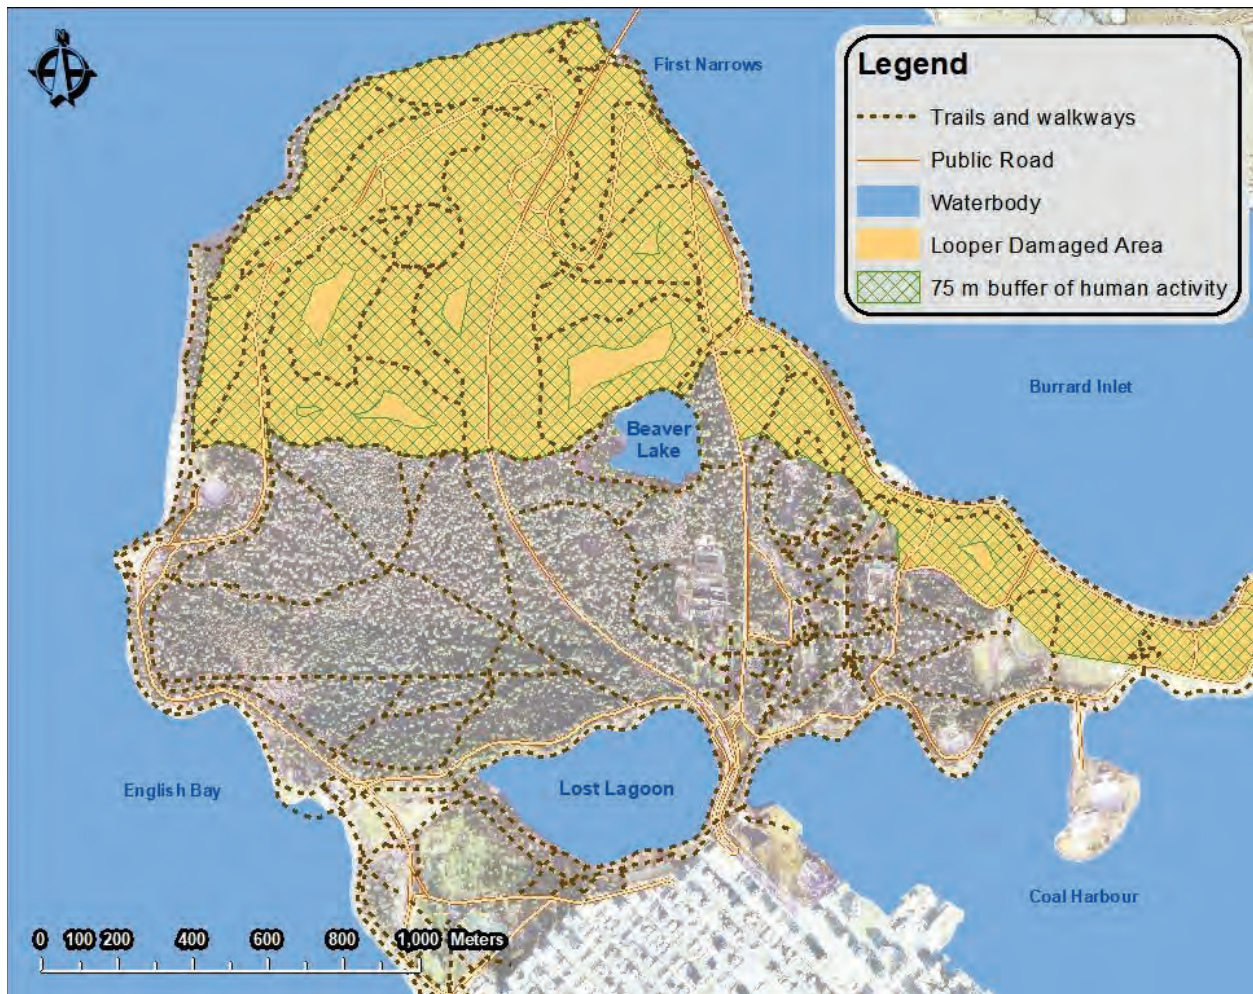 N
First Narrows
Legend
Trails and walkways
Public Road
Waterbody
Looper Damaged Area
75 m buffer of human activity
Burrard Inlet
Beaver
Lake
English Bay
Lost Lagoon
Coal Harbour
0 100 200 400 600 800 1,000 Meters